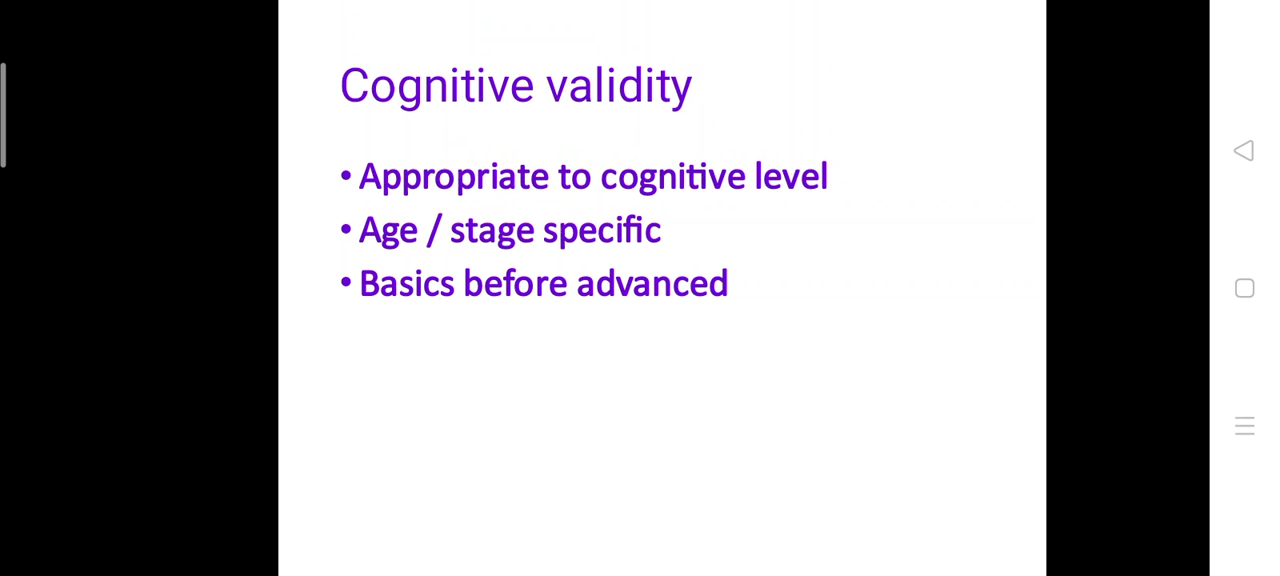 Cognitive validity
• Appropriate to cognitive level
• Age / stage specific
• Basics before advanced